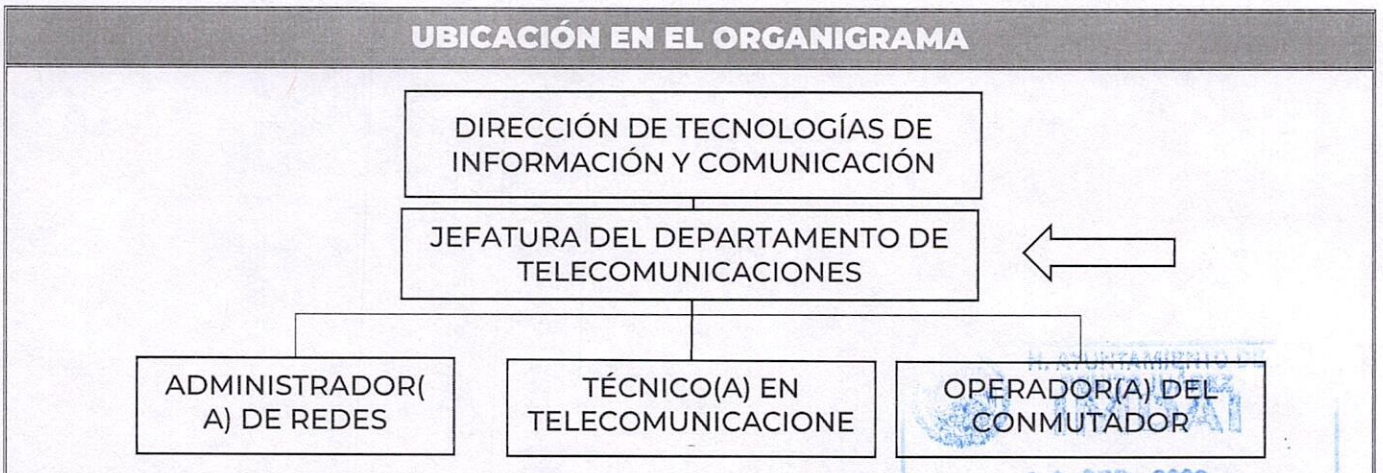 UBICACIÓN EN EL ORGANIGRAMA
DIRECCIÓN DE TECNOLOGÍAS DE
INFORMACIÓN Y COMUNICACIÓN
JEFATURA DEL DEPARTAMENTO DE
TELECOMUNICACIONES
ADMINISTRADOR(
A) DE REDES
TÉCNICO(A) EN
TELECOMUNICACIONE
OPERADOR(A) DEL
CONMUTADOR